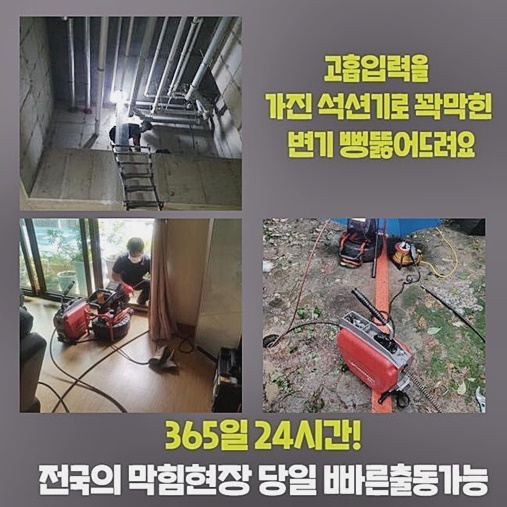 고흡입력을
가진 석션기로 꽉막힌
변기 뻥뚫어드려요
365일 24시간!
전국의 막힘현장 당일 빠른출동가능